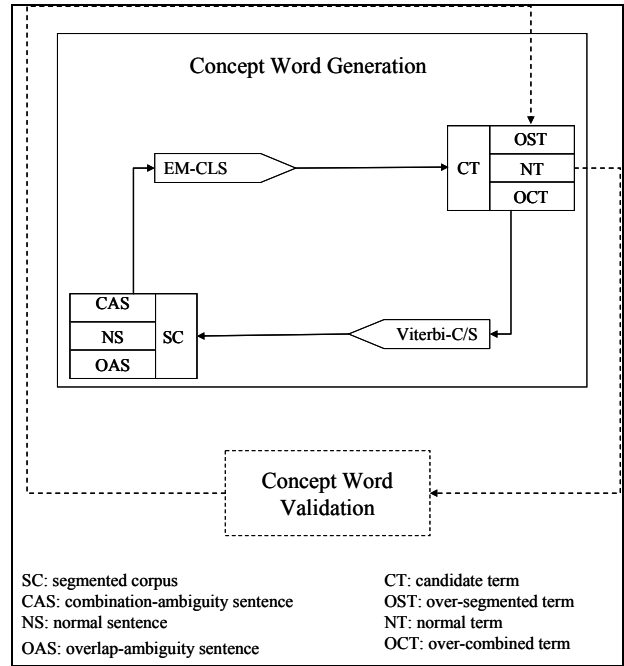 Concept Word Generation
EM-CLS
CT
OST
NT
OCT
CAS
NS
OAS
SC
Viterbi-C/S
Concept Word
Validation
SC: segmented corpus
CAS: combination-ambiguity sentence
NS: normal sentence
OAS: overlap-ambiguity sentence
CT: candidate term
OST: over-segmented term
NT: normal term
OCT: over-combined term